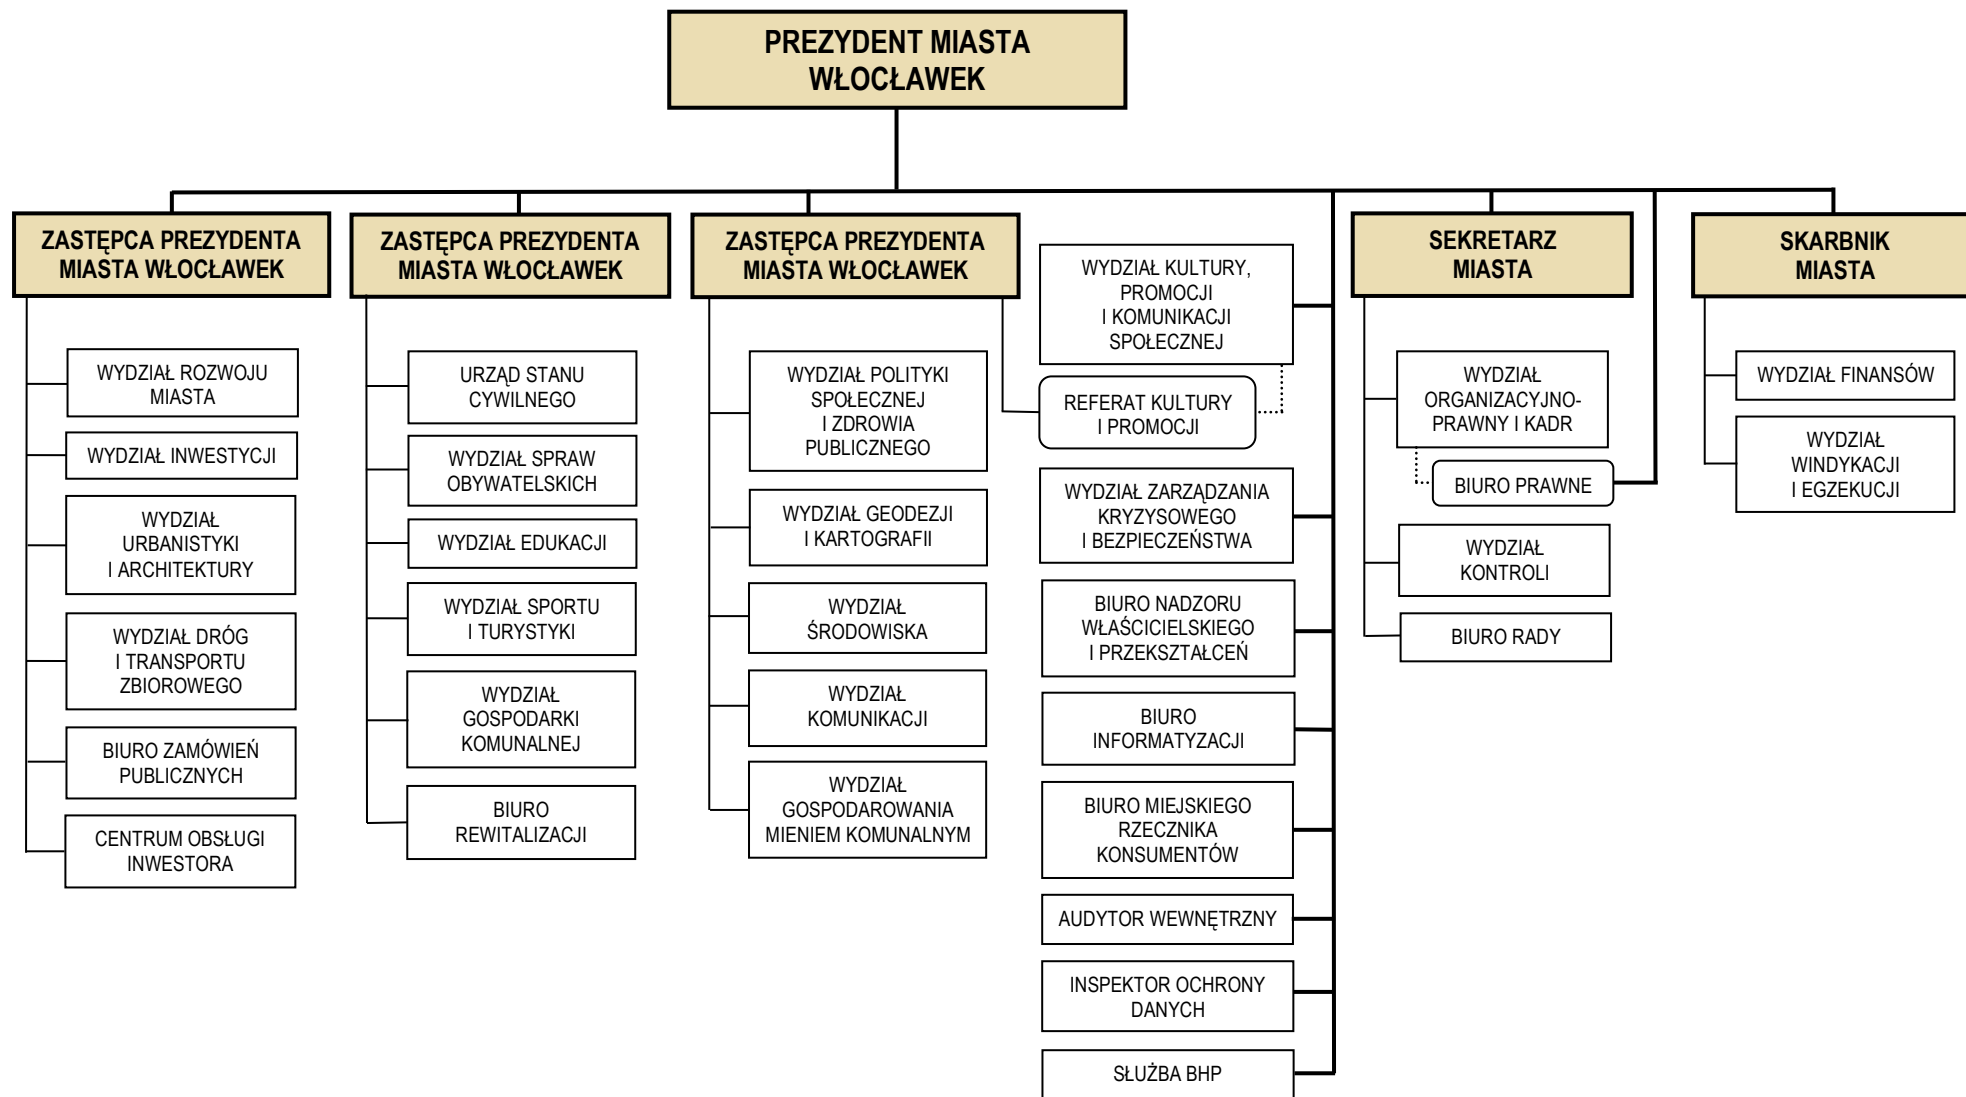 PREZYDENT MIASTA
WŁOCŁAWEK
ZASTĘPCA PREZYDENTA
MIASTA WŁOCŁAWEK
WYDZIAŁ ROZWOJU
MIASTA
WYDZIAŁ INWESTYCJI
WYDZIAŁ
URBANISTYKI
I ARCHITEKTURY
WYDZIAŁ DRÓG
I TRANSPORTU
ZBIOROWEGO
BIURO ZAMÓWIEŃ
PUBLICZNYCH
CENTRUM OBSŁUGI
INWESTORA
ZASTĘPCA PREZYDENTA
MIASTA WŁOCŁAWEK
URZĄD STANU
CYWILNEGO
WYDZIAŁ SPRAW
OBYWATELSKICH
WYDZIAŁ EDUKACJI
WYDZIAŁ SPORTU
I TURYSTYKI
WYDZIAŁ
GOSPODARKI
KOMUNALNEJ
BIURO
REWITALIZACJI
ZASTĘPCA PREZYDENTA
MIASTA WŁOCŁAWEK
WYDZIAŁ POLITYKI
SPOŁECZNEJ
I ZDROWIA
PUBLICZNEGO
WYDZIAŁ GEODEZJI
I KARTOGRAFII
WYDZIAŁ
ŚRODOWISKA
WYDZIAŁ
KOMUNIKACJI
WYDZIAŁ
GOSPODAROWANIA
MIENIEM KOMUNALNYM
WYDZIAŁ KULTURY,
PROMOCJI
I KOMUNIKACJI
SPOŁECZNEJ
REFERAT KULTURY
I PROMOCJI
WYDZIAŁ ZARZĄDZANIA
KRYZYSOWEGO
I BEZPIECZEŃSTWA
BIURO NADZORU
WŁAŚCICIELSKIEGO
I PRZEKSZTAŁCEŃ
BIURO
INFORMATYZACJI
BIURO MIEJSKIEGO
RZECZNIKA
KONSUMENTÓW
AUDYTOR WEWNĘTRZNY
INSPEKTOR OCHRONY
DANYCH
SŁUŻBA BHP
SEKRETARZ
MIASTA
WYDZIAŁ
ORGANIZACYJNO-
PRAWNY I KADR
BIURO PRAWNE
WYDZIAŁ
KONTROLI
BIURO RADY
SKARBNIK
MIASTA
WYDZIAŁ FINANSÓW
WYDZIAŁ
WINDYKACJI
I EGZEKUCJI